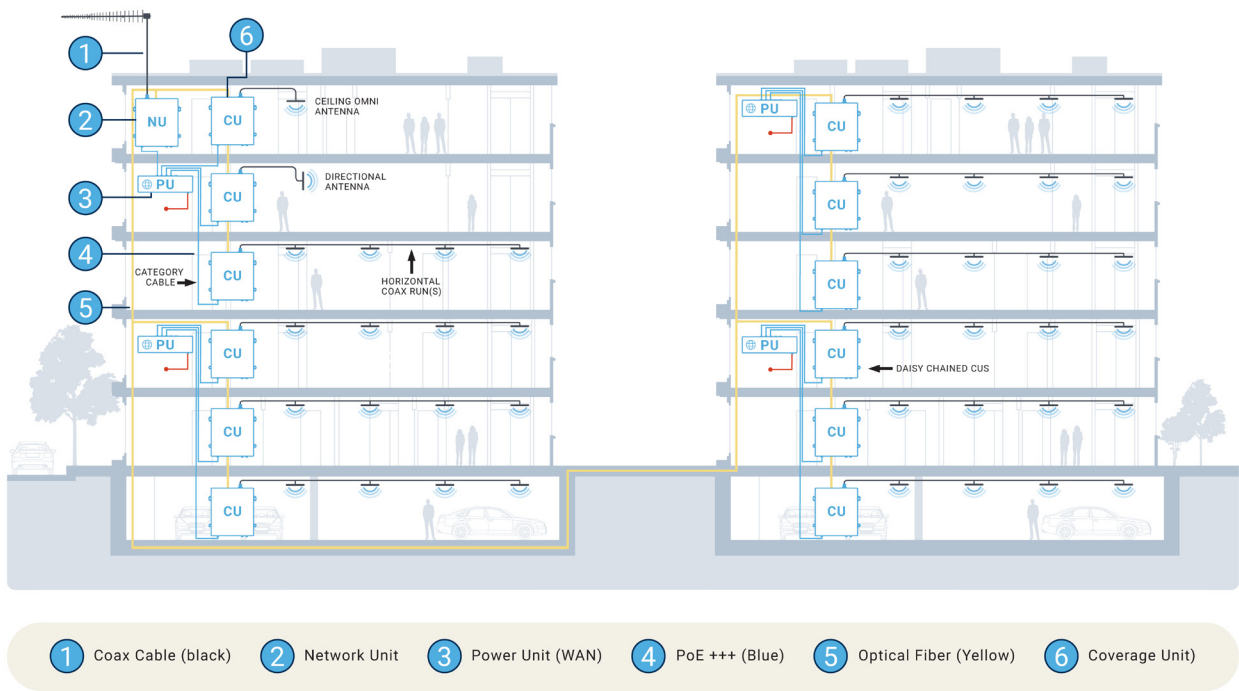 1
6
2
NU
CU
CEILING OMNI
ANTENNA
PU
CU
3
PU
CU
DIRECTIONAL
ANTENNA
CU
4
CATEGORY
CABLE
CU
HORIZONTAL
COAX RUN(S)
CU
5
PU
CU
PU
CU
DAISY CHAINED CUS
CU
CU
CU
CU
1 Coax Cable (black) 2 Network Unit 3 Power Unit (WAN) 4 PoE +++ (Blue) 5 Optical Fiber (Yellow) 6 Coverage Unit)